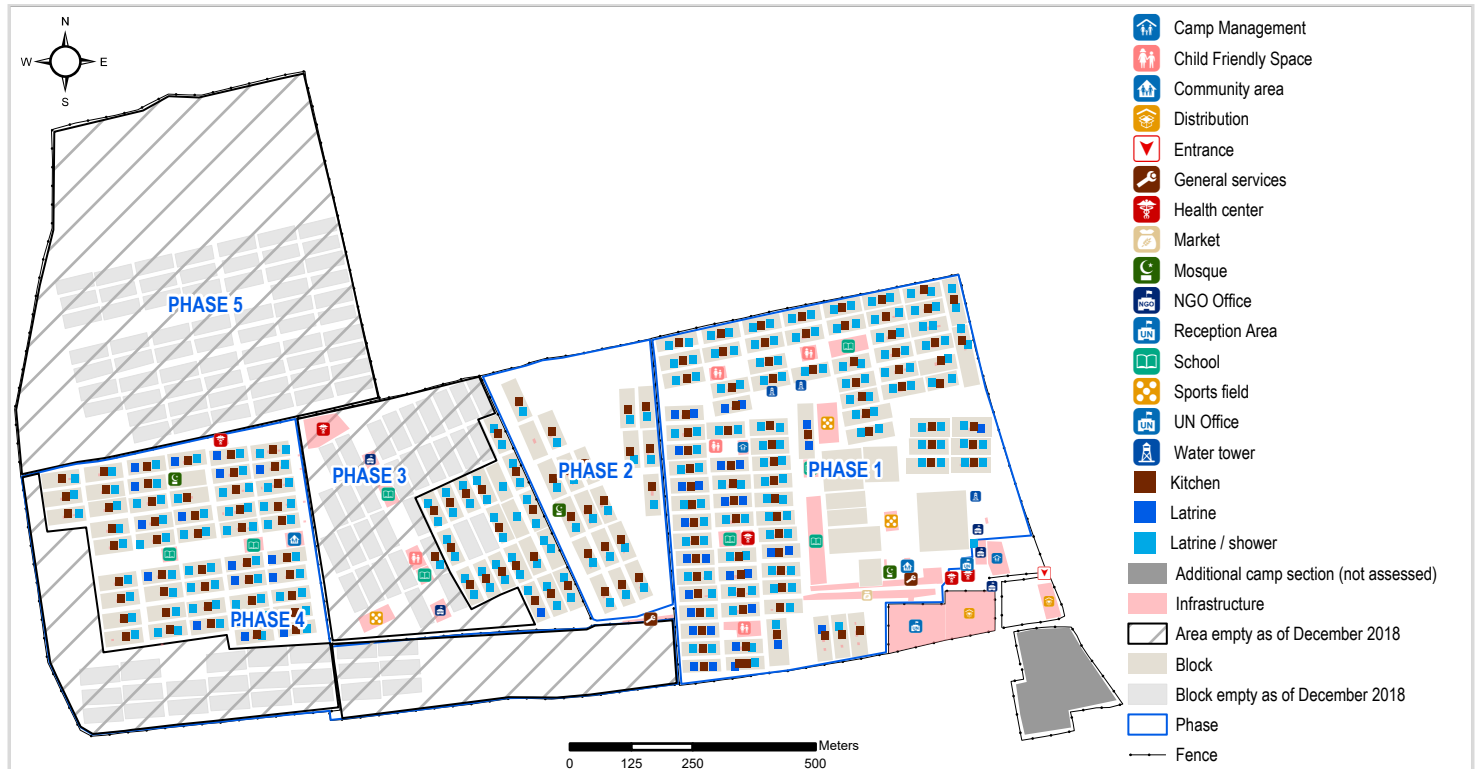 N
W E
S
PHASE 5
PHASE 3
PHASE 2
PHASE 1
PHASE 4
Camp Management
Child Friendly Space
Community area
Distribution
Entrance
General services
Health center
Market
Mosque
NGO
NGO Office
UN
Reception Area
School
Sports field
UN
UN Office
Water tower
Kitchen
Latrine
Latrine / shower
Additional camp section (not assessed)
Infrastructure
Area empty as of December 2018
Block
Block empty as of December 2018
Phase
Fence
Meters
0 125 250 500